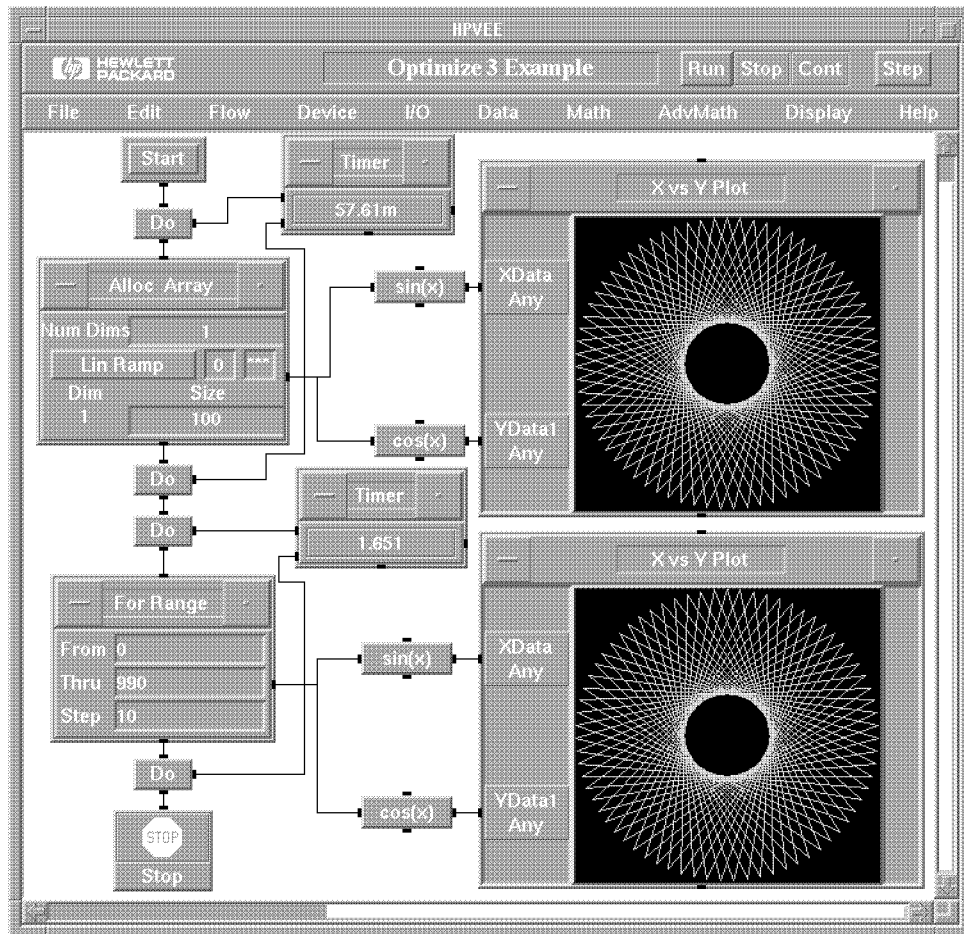 HPVEE
hp HEWLETT PACKARD
Optimize 3 Example
Run Stop Cont Step
File Edit Flow Device I/O Data Math AdvMath Display Help
Start
Timer
57.61m
Do
X vs Y Plot
Alloc Array
Num Dims 1
Lin Ramp 0 ***
Dim Size
1 100
sin(x)
XData
Any
cos(x)
YData1
Any
Do
Timer
1.651
Do
X vs Y Plot
For Range
From 0
Thru 990
Step 10
sin(x)
XData
Any
cos(x)
YData1
Any
Do
STOP
Stop